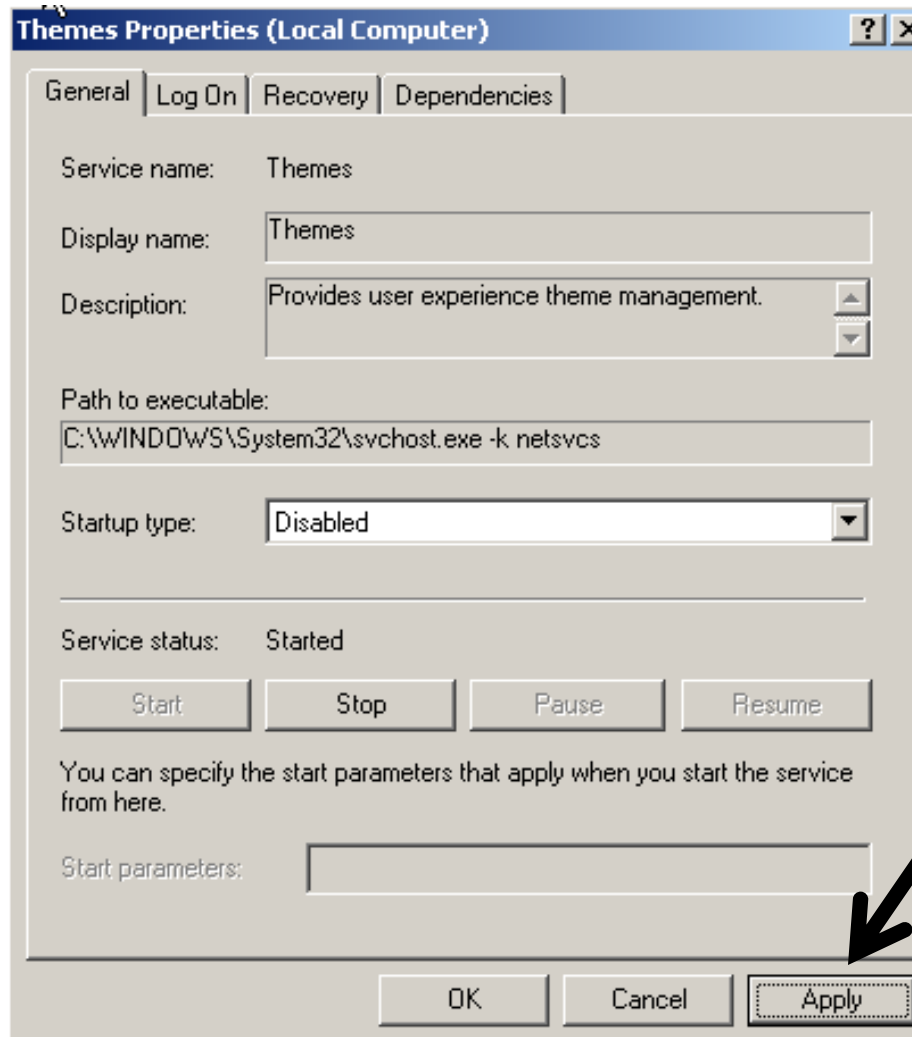 Themes Properties (Local Computer)
General Log On Recovery Dependencies
Service name: Themes
Display name: Themes
Description: Provides user experience theme management.
Path to executable:
C:\WINDOWS\System32\svchost.exe -k netsvcs
Startup type: Disabled
Service status: Started
Start Stop Pause Resume
You can specify the start parameters that apply when you start the service
from here.
Start parameters:
OK Cancel Apply